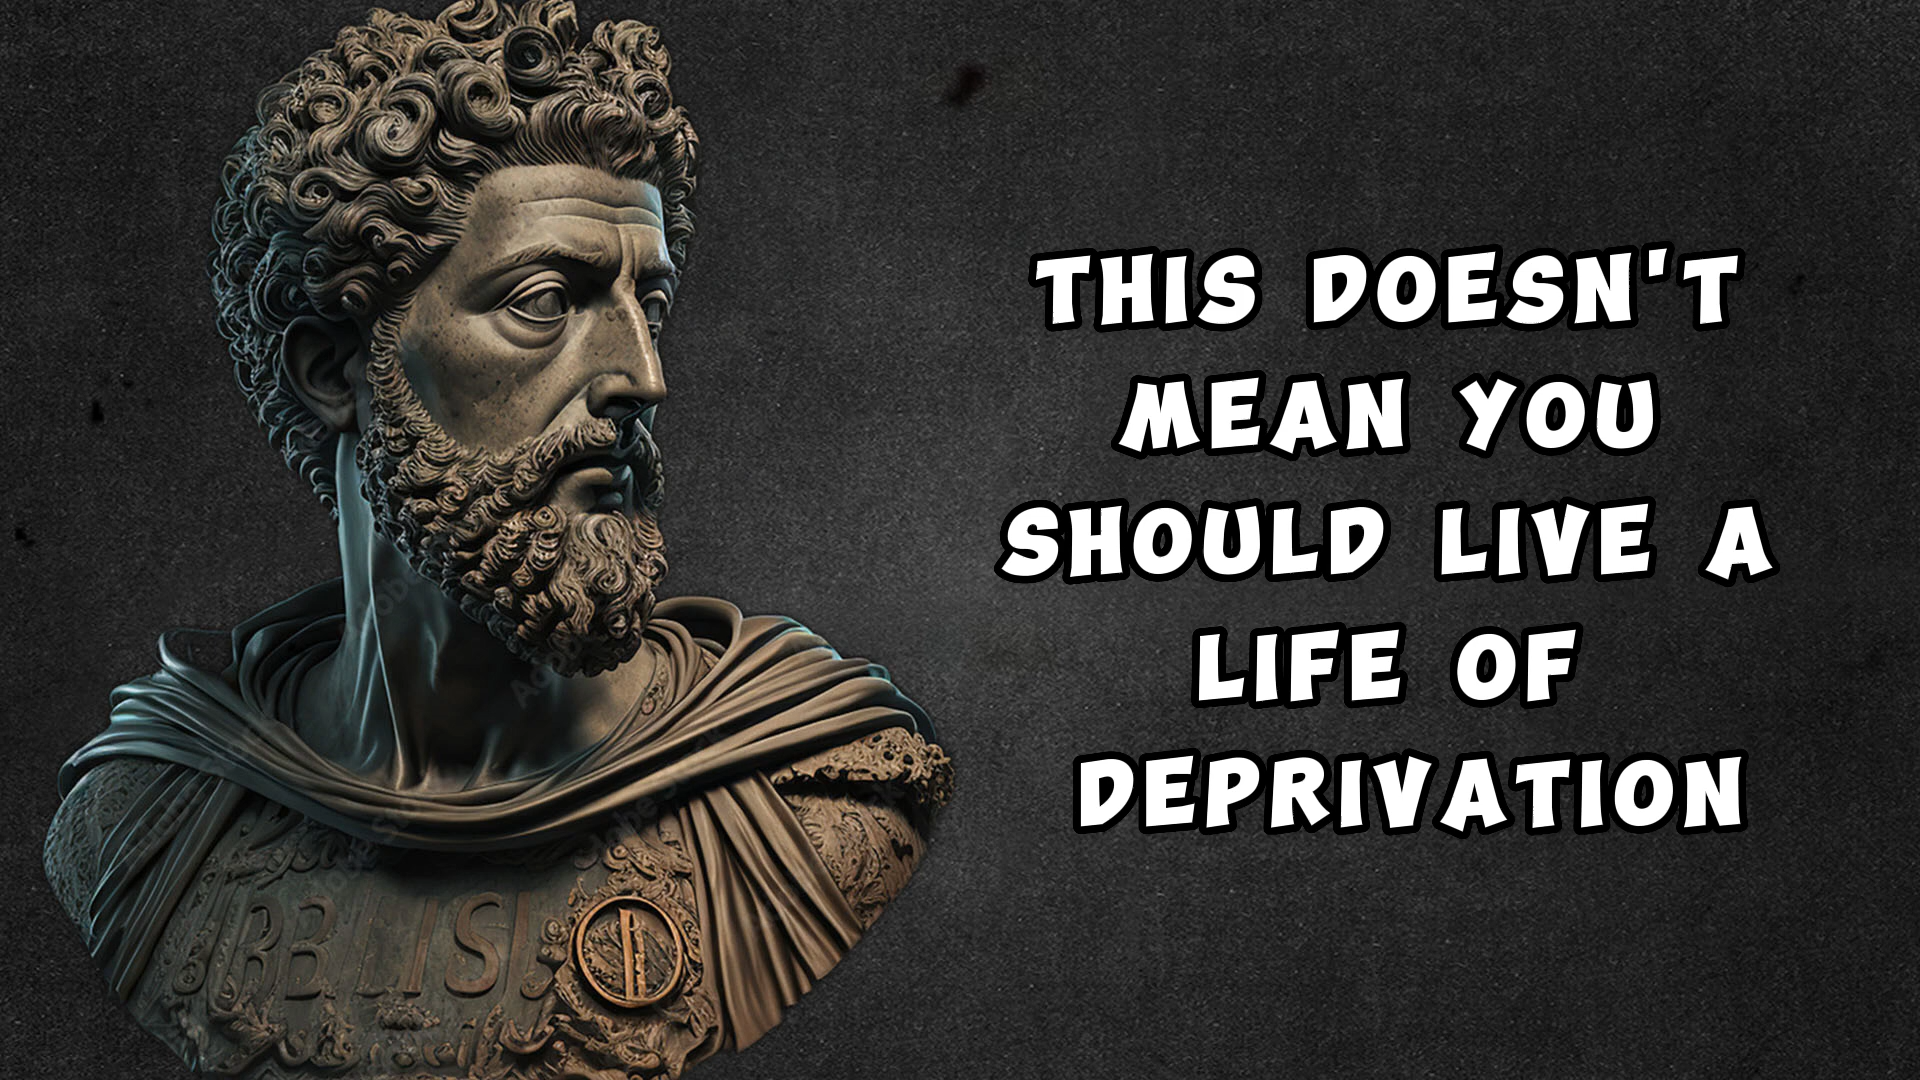 THIS DOESN'T
MEAN YOU
SHOULD LIVE A
LIFE OF
DEPRIVATION